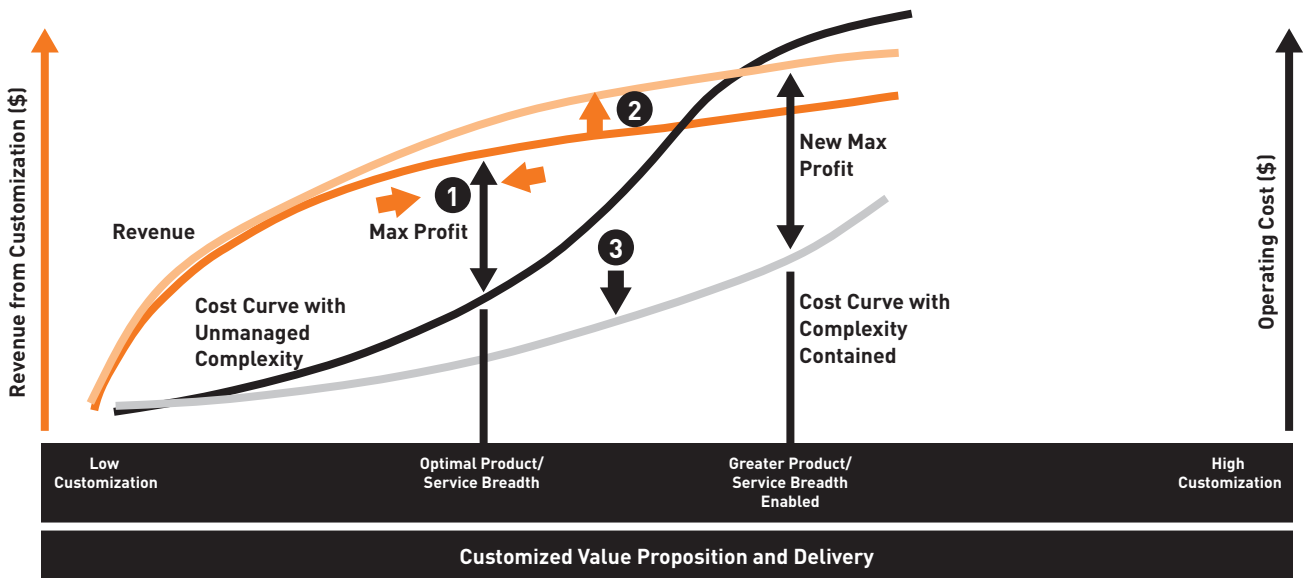 Revenue from Customization ($)
Operating Cost ($)
2
New Max
Profit
1
Max Profit
Revenue
3
Cost Curve with
Unmanaged
Complexity
Cost Curve with
Complexity
Contained
Low
Customization
Optimal Product/
Service Breadth
Greater Product/
Service Breadth
Enabled
High
Customization
Customized Value Proposition and Delivery